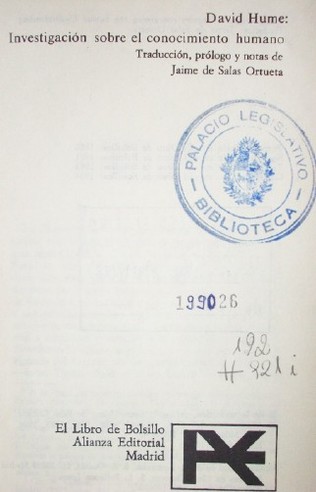 David Hume:
Investigación sobre el conocimiento humano
Traducción, prólogo y notas de
Jaime de Salas Ortueta
PALACIO LEGISLATIVO
BIBLIOTECA
199026
192
H 921 i
El Libro de Bolsillo
Alianza Editorial
Madrid